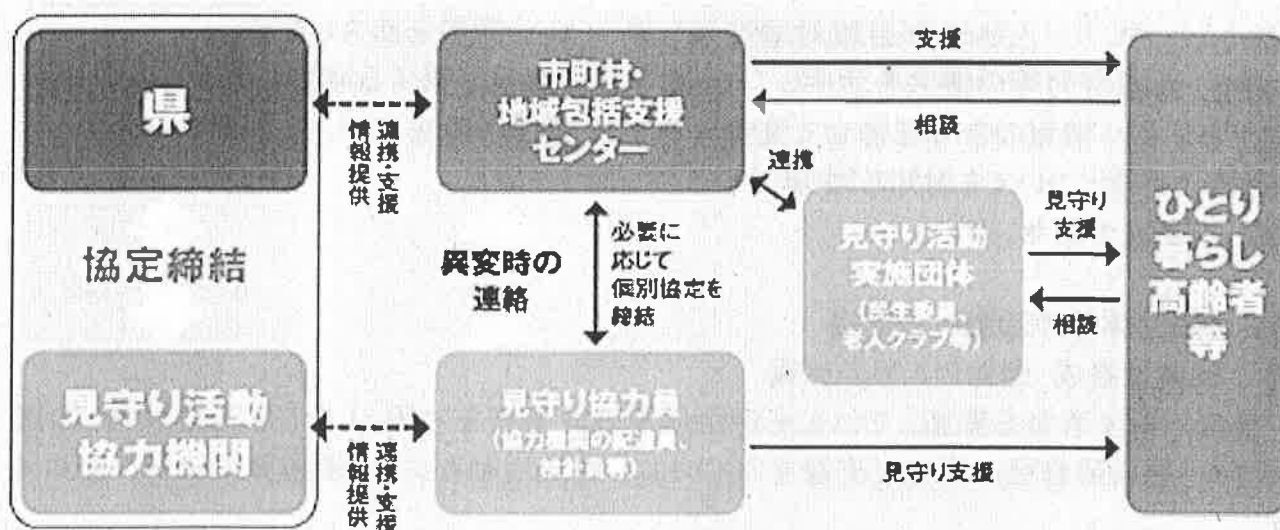 県
協定締結
見守り活動
協力機関
連携・支援
情報提供
連携・支援
情報提供
市町村・
地域包括支援
センター
異変時の
連絡
必要に
応じて
個別協定を
締結
見守り協力員
(協力機関の配達員、
支援
相談
連携
見守り活動
実施団体
(民生委員、
老人クラブ等)
見守り
支援
相談
見守り支援
ひとり
暮らし
高齢者
等